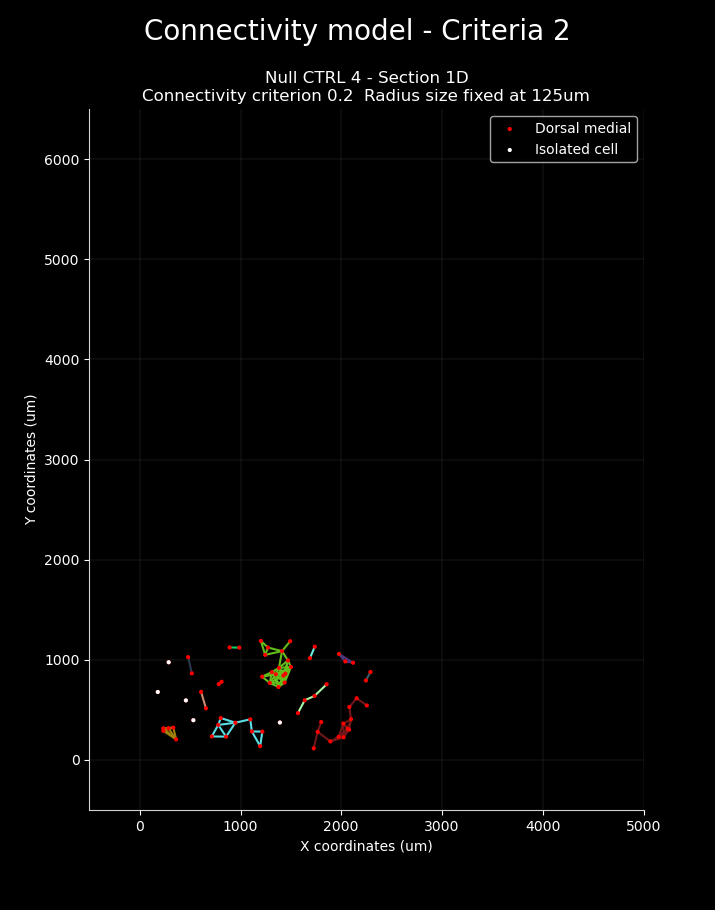 Connectivity model - Criteria 2
Null CTRL 4 - Section 1D
Connectivity criterion 0.2  Radius size fixed at 125um
Dorsal medial
Isolated cell
6000
5000
4000
3000
2000
1000
0
Y coordinates (um)
0 1000 2000 3000 4000 5000
X coordinates (um)